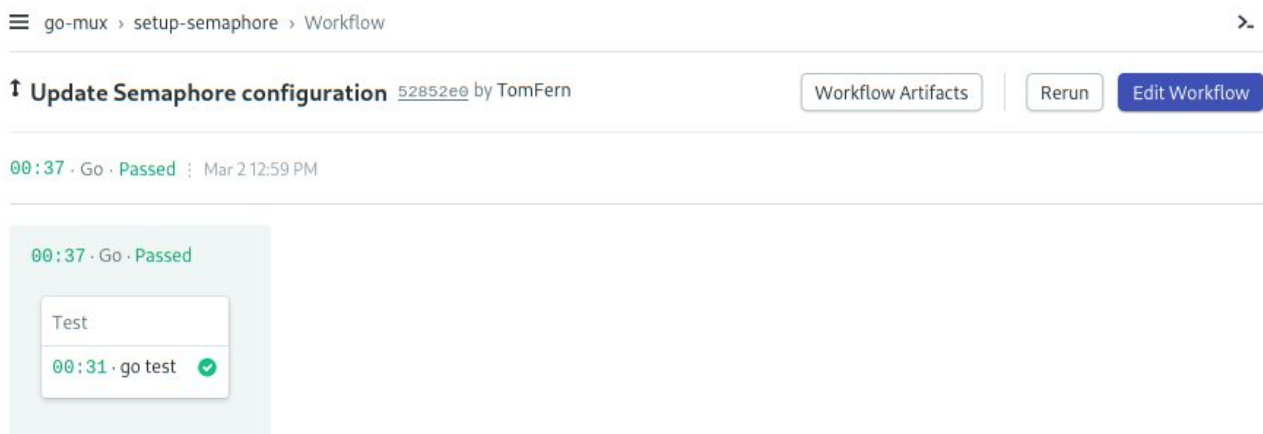 go-mux › setup-semaphore › Workflow
Update Semaphore configuration 52852e0 by TomFern Workflow Artifacts Rerun Edit Workflow
00:37 · Go · Passed ⋮ Mar 2 12:59 PM
00:37 · Go · Passed
Test
00:31 · go test